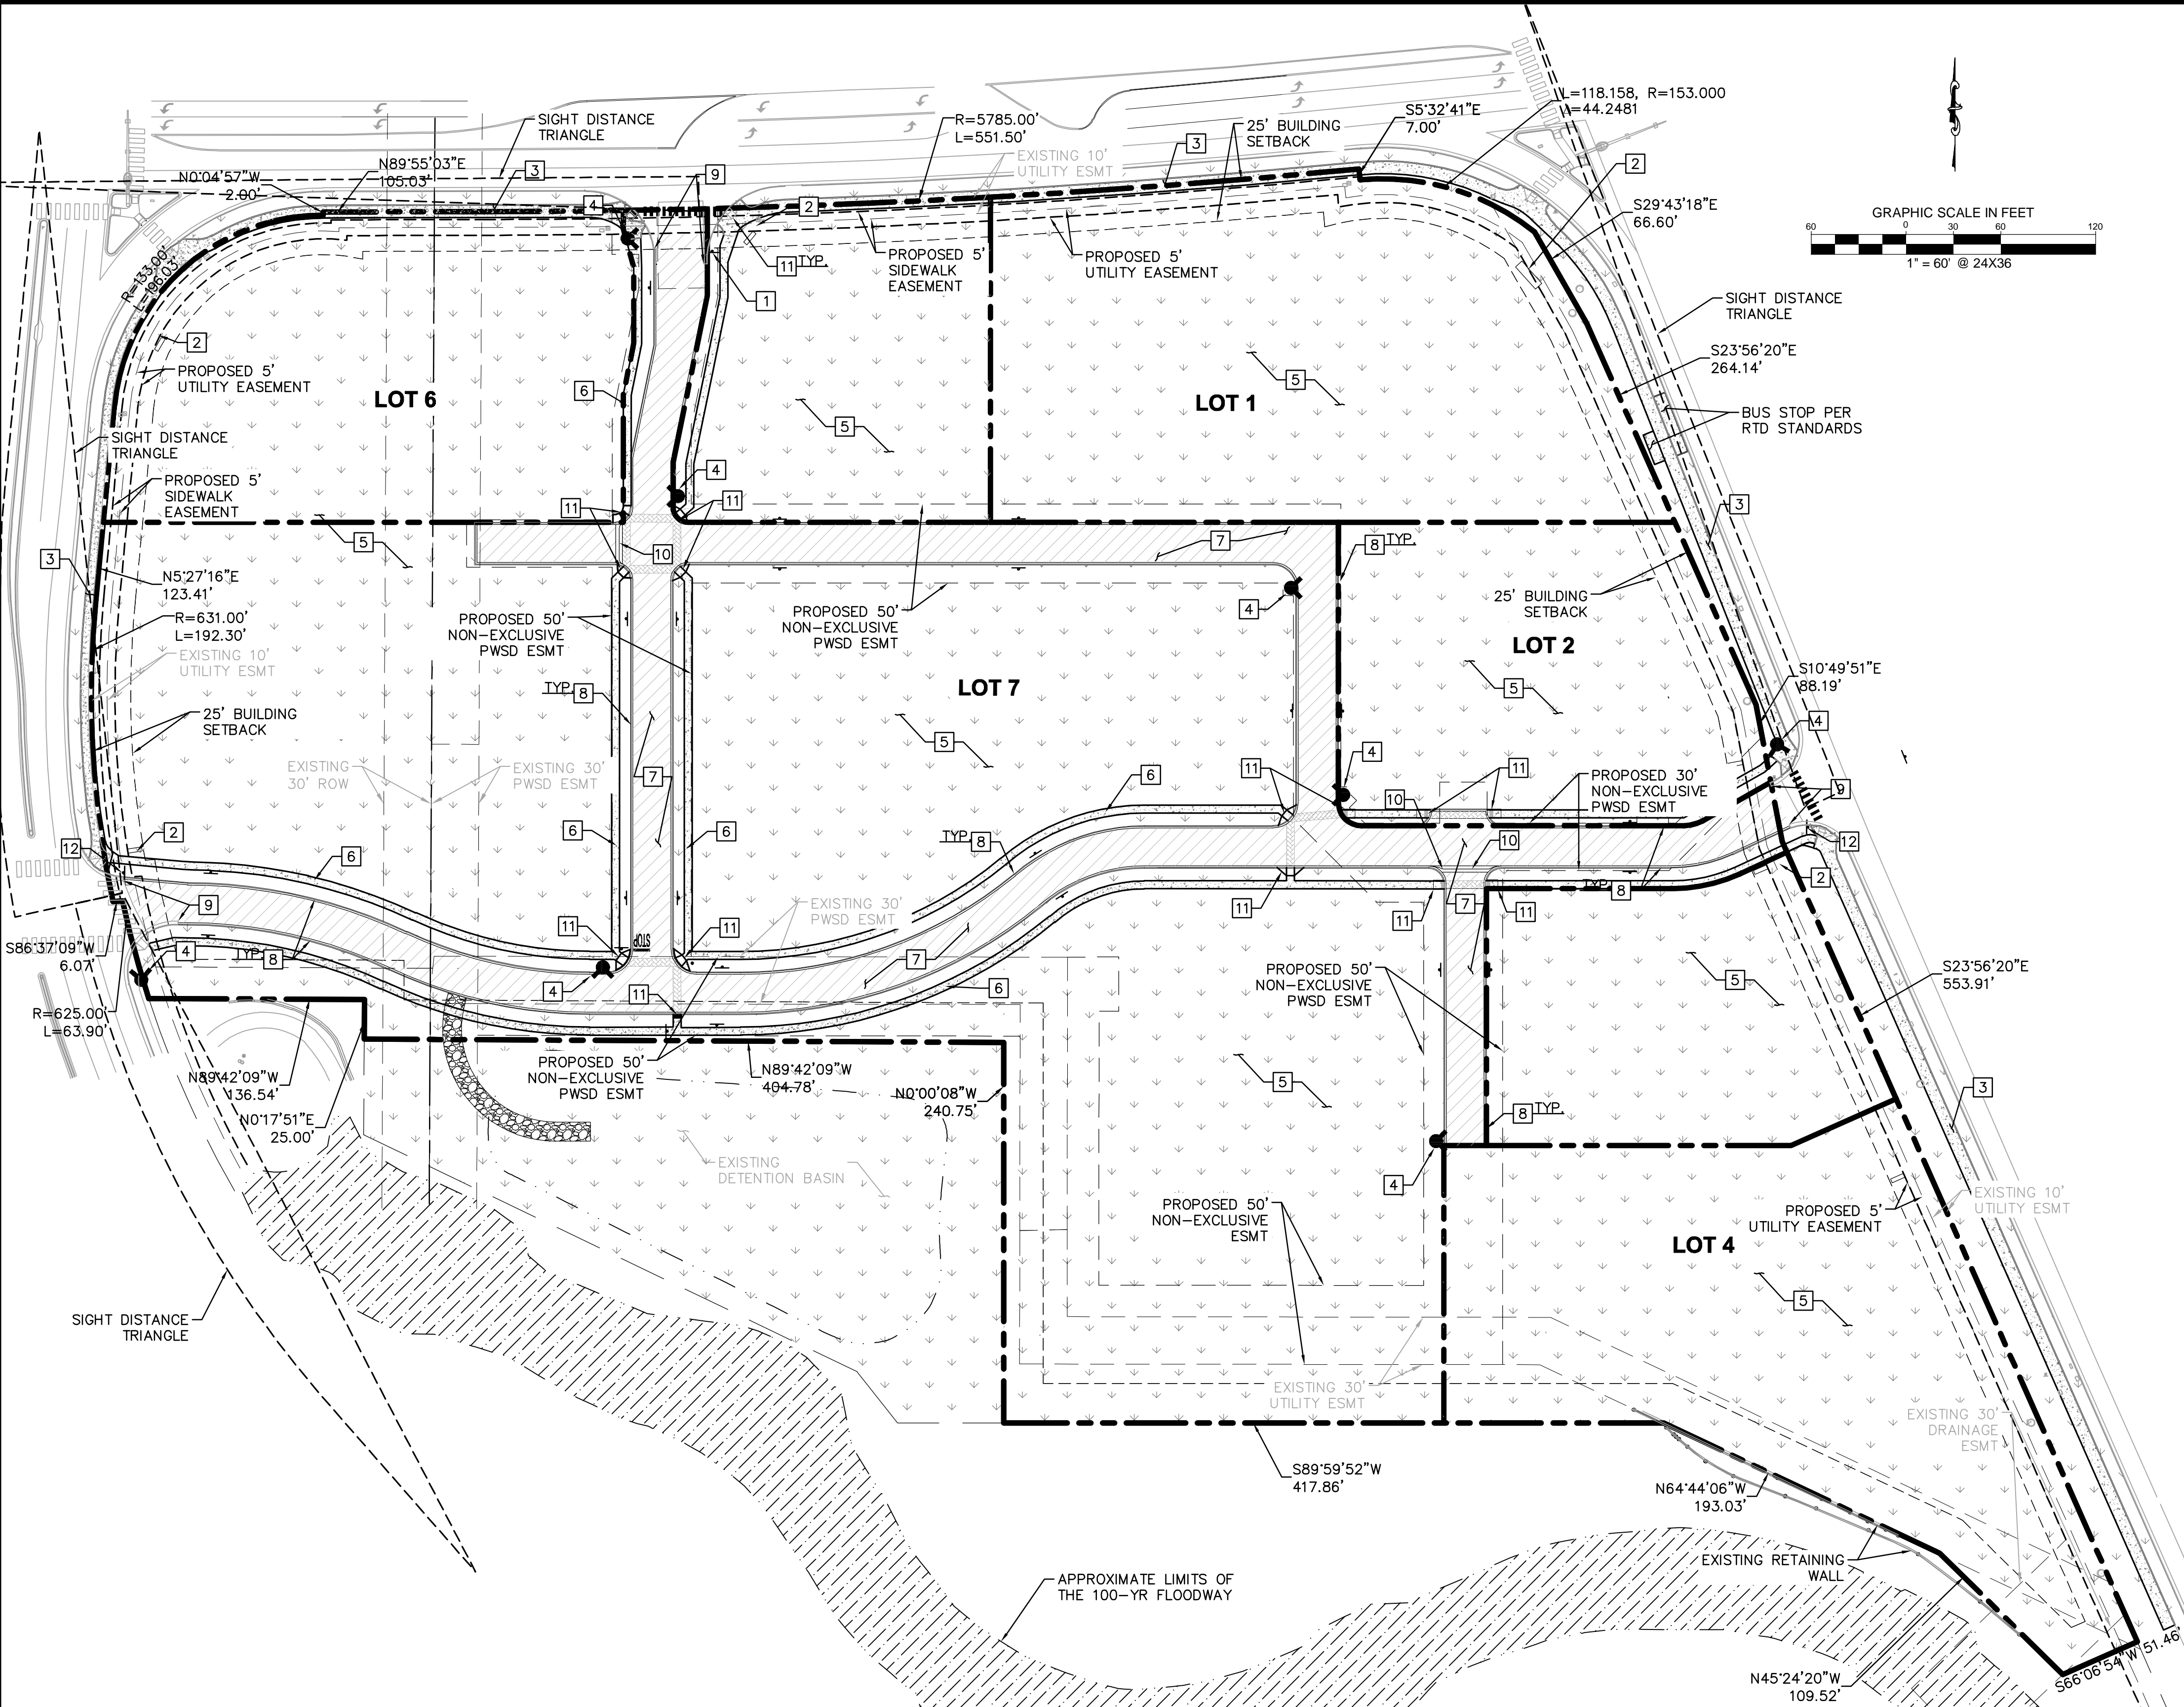 L=118.158, R=153.000
=44.2481
S5°32'41"E
7.00'
R=5785.00'
L=551.50'
SIGHT DISTANCE
TRIANGLE
25' BUILDING
SETBACK
3
EXISTING 10'
UTILITY ESMT
N89°55'03"E
105.03'
3
N0°04'57"W
2.00'
9
2
4
2
S29°43'18"E
66.60'
GRAPHIC SCALE IN FEET
60 0 30 60 120
1" = 60' @ 24X36
PROPOSED 5'
SIDEWALK
EASEMENT
PROPOSED 5'
UTILITY EASEMENT
11 TYP.
1
R=133.00'
L=196.03'
SIGHT DISTANCE
TRIANGLE
2
PROPOSED 5'
UTILITY EASEMENT
S23°56'20"E
264.14'
LOT 6
6
5
LOT 1
5
BUS STOP PER
RTD STANDARDS
SIGHT DISTANCE
TRIANGLE
4
PROPOSED 5'
SIDEWALK
EASEMENT
11
11
3
5
10
7
8 TYP.
3
N5°27'16"E
123.41'
R=631.00'
L=192.30'
PROPOSED 50'
NON-EXCLUSIVE
PWSD ESMT
PROPOSED 50'
NON-EXCLUSIVE
PWSD ESMT
4
25' BUILDING
SETBACK
LOT 2
EXISTING 10'
UTILITY ESMT
S10°49'51"E
88.19'
TYP. 8
LOT 7
5
25' BUILDING
SETBACK
5
4
EXISTING
30' ROW
EXISTING 30'
PWSD ESMT
7
6
11
4
11
PROPOSED 30'
NON-EXCLUSIVE
PWSD ESMT
9
10
6
6
2
12
TYP. 8
10
12
6
11
2
TYP. 8
9
EXISTING 30'
PWSD ESMT
11
11
7
11
11
STOP
11
S86°37'09"W
6.07'
4
TYP. 8
7
PROPOSED 50'
NON-EXCLUSIVE
PWSD ESMT
5
S23°56'20"E
553.91'
4
11
6
R=625.00'
L=63.90'
N89°42'09"W
136.54'
PROPOSED 50'
NON-EXCLUSIVE
PWSD ESMT
N89°42'09"W
404.78'
N0°00'08"W
240.75'
5
3
N0°17'51"E
25.00'
8 TYP.
EXISTING
DETENTION BASIN
4
PROPOSED 50'
NON-EXCLUSIVE
ESMT
PROPOSED 5'
UTILITY EASEMENT
EXISTING 10'
UTILITY ESMT
LOT 4
5
SIGHT DISTANCE
TRIANGLE
EXISTING 30'
UTILITY ESMT
EXISTING 30'
DRAINAGE
ESMT
S89°59'52"W
417.86'
N64°44'06"W
193.03'
EXISTING RETAINING
WALL
APPROXIMATE LIMITS OF
THE 100-YR FLOODWAY
N45°24'20"W
109.52'
S66°06'54"W 51.46'